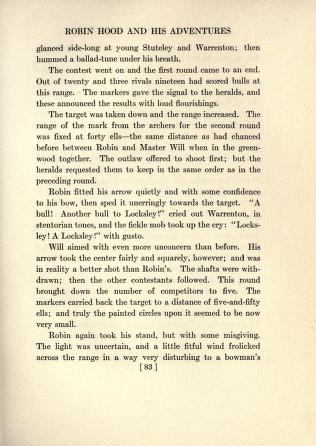 ROBIN HOOD AND HIS ADVENTURES
glanced side-long at young Stuteley and Warrenton; then
hummed a ballad-tune under his breath.
The contest went on and the first round came to an end.
Out of twenty and three rivals nineteen had scored bulls at
this range. The markers gave the signal to the heralds, and
these announced the results with loud flourishings.
The target was taken down and the range increased. The
range of the mark from the archers for the second round
was fixed at forty ells—the same distance as had chanced
before between Robin and Master Will when in the green-
wood together. The outlaw offered to shoot first; but the
heralds requested them to keep in the same order as in the
preceding round.
Robin fitted his arrow quietly and with some confidence
to his bow, then sped it unerringly towards the target. "A
bull! Another bull to Locksley!" cried out Warrenton, in
stentorian tones, and the fickle mob took up the cry: "Locks-
ley! A Locksley!" with gusto.
Will aimed with even more unconcern than before. His
arrow took the center fairly and squarely, however; and was
in reality a better shot than Robin's. The shafts were with-
drawn; then the other contestants followed. This round
brought down the number of competitors to five. The
markers carried back the target to a distance of five-and-fifty
ells; and truly the painted circles upon it seemed to be now
very small.
Robin again took his stand, but with some misgiving.
The light was uncertain, and a little fitful wind frolicked
across the range in a way very disturbing to a bowman's
[ 83 ]